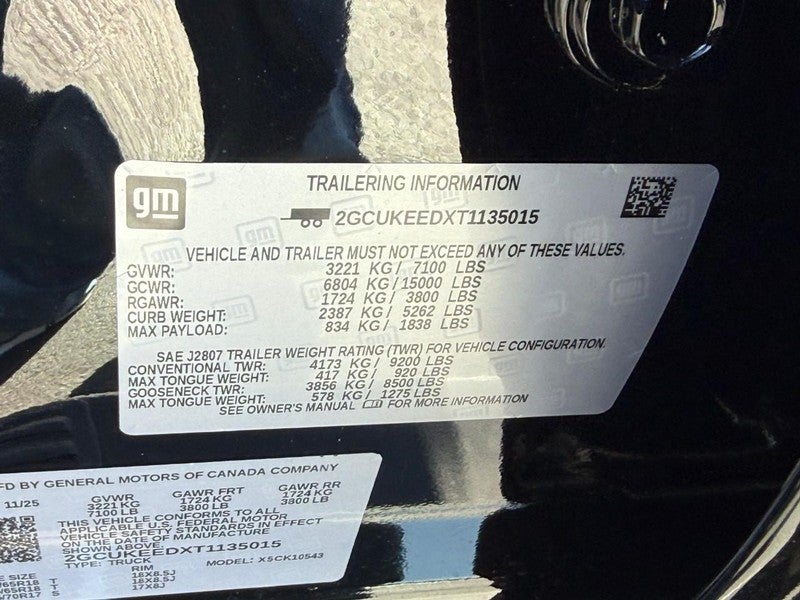 gm
TRAILERING INFORMATION
2GCUKEEDXT1135015
VEHICLE AND TRAILER MUST NOT EXCEED ANY OF THESE VALUES.
GVWR: 3221 KG / 7100 LBS
GCWR: 6804 KG / 15000 LBS
RGAWR: 1724 KG / 3800 LBS
CURB WEIGHT: 2387 KG / 5262 LBS
MAX PAYLOAD: 834 KG / 1838 LBS
SAE J2807 TRAILER WEIGHT RATING (TWR) FOR VEHICLE CONFIGURATION.
CONVENTIONAL TWR: 4173 KG / 9200 LBS
MAX TONGUE WEIGHT: 417 KG / 920 LBS
GOOSENECK TWR: 3856 KG / 8500 LBS
MAX TONGUE WEIGHT: 578 KG / 1275 LBS
SEE OWNER'S MANUAL FOR MORE INFORMATION
MFD BY GENERAL MOTORS OF CANADA COMPANY
11/25 GVWR GAWR FRT GAWR RR
3221 KG 1724 KG 1724 KG
7100 LB 3800 LB 3800 LB
THIS VEHICLE CONFORMS TO ALL
APPLICABLE U.S. FEDERAL MOTOR
VEHICLE SAFETY STANDARDS IN EFFECT
ON THE DATE OF MANUFACTURE
SHOWN ABOVE.
2GCUKEEDXT1135015
TYPE: TRUCK MODEL: X5CK10543
SIZE RIM
65R18 T 18X8.5J
65R18 T 18X8.5J
70R17 S 17X8J